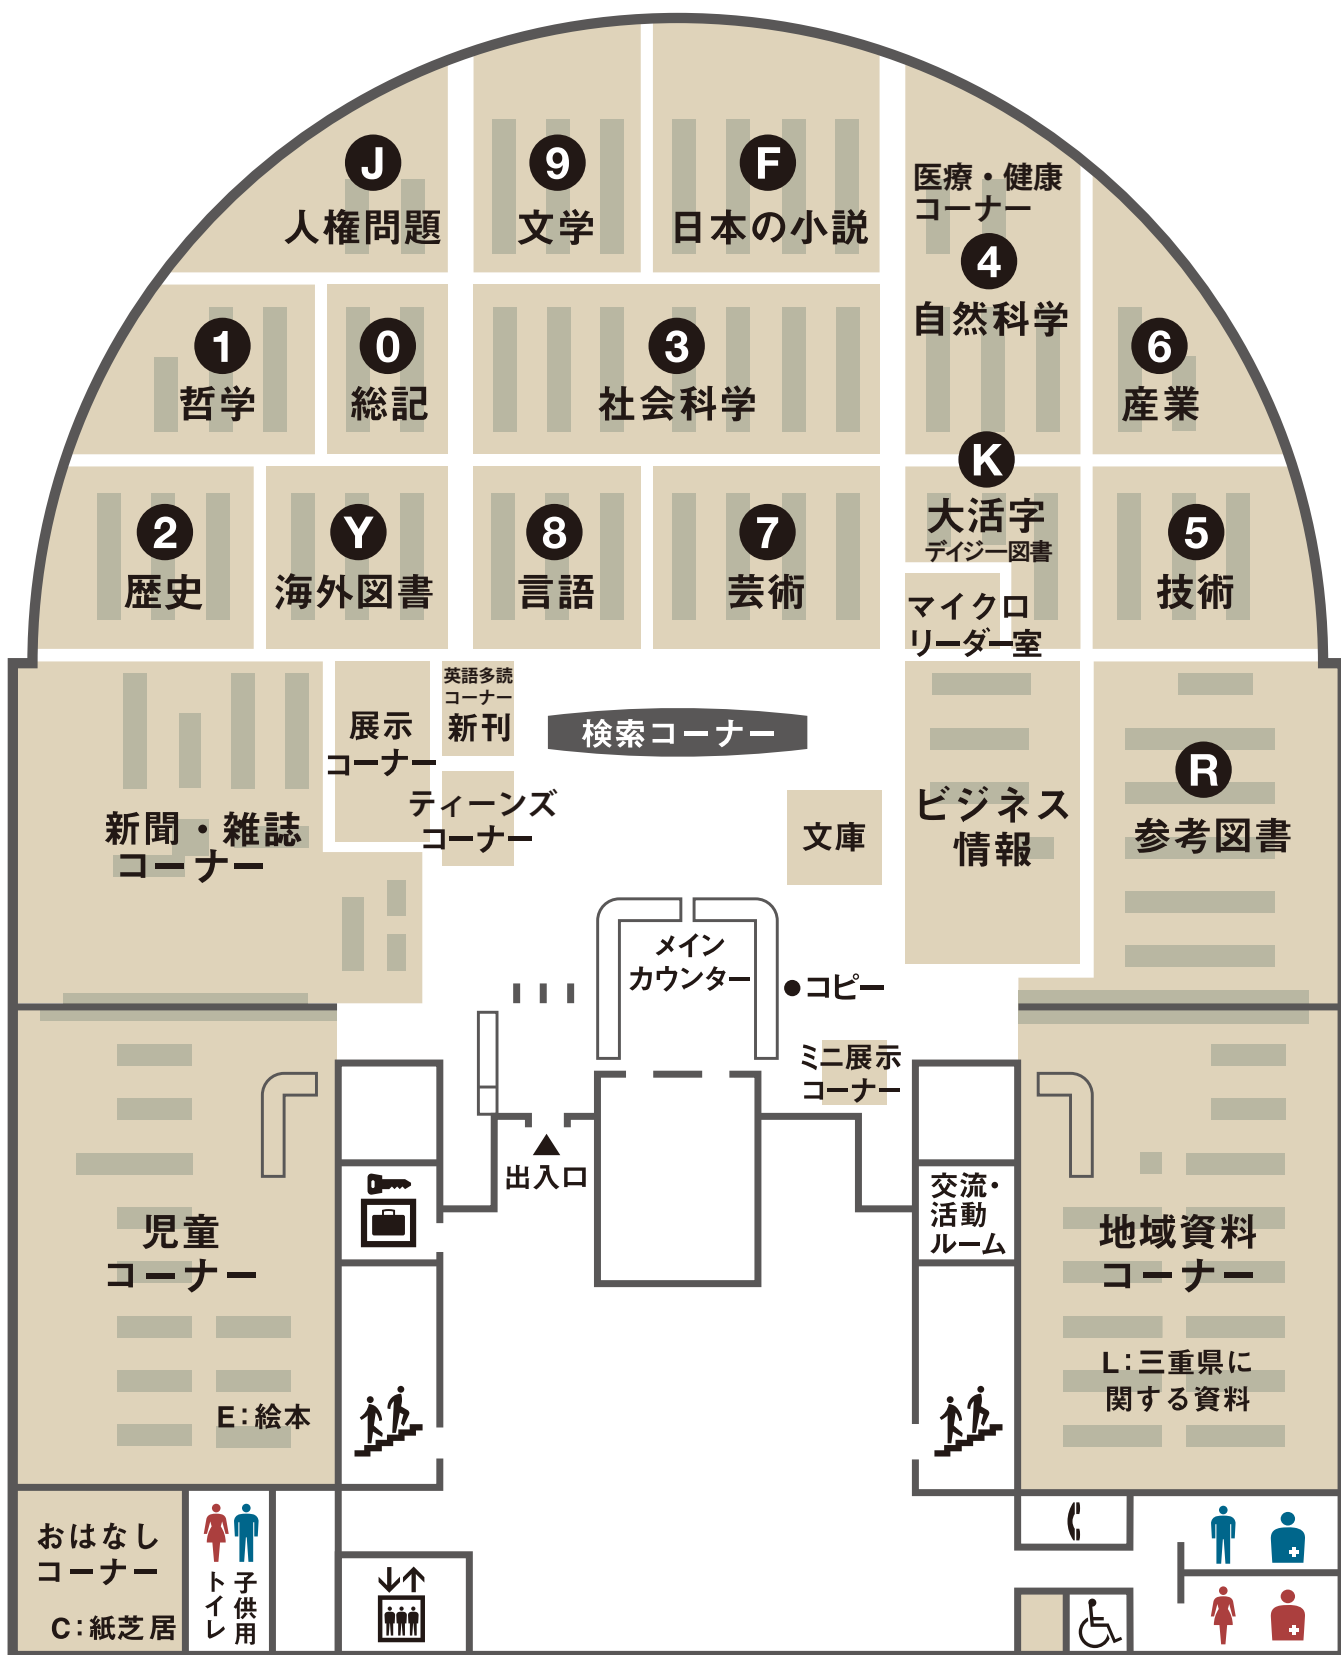 J
人権問題
9
文学
F
日本の小説
医療・健康
コーナー
4
自然科学
1
哲学
0
総記
3
社会科学
6
産業
2
歴史
Y
海外図書
8
言語
7
芸術
K
大活字
デイジー図書
マイクロ
リーダー室
5
技術
新聞・雑誌
コーナー
展示
コーナー
英語多読
コーナー
新刊
ティーンズ
コーナー
検索コーナー
文庫
ビジネス
情報
R
参考図書
メイン
カウンター
コピー
ミニ展示
コーナー
出入口
交流・
活動
ルーム
児童
コーナー
E：絵本
地域資料
コーナー
L：三重県に
関する資料
おはなし
コーナー
C：紙芝居
子供用
トイレ